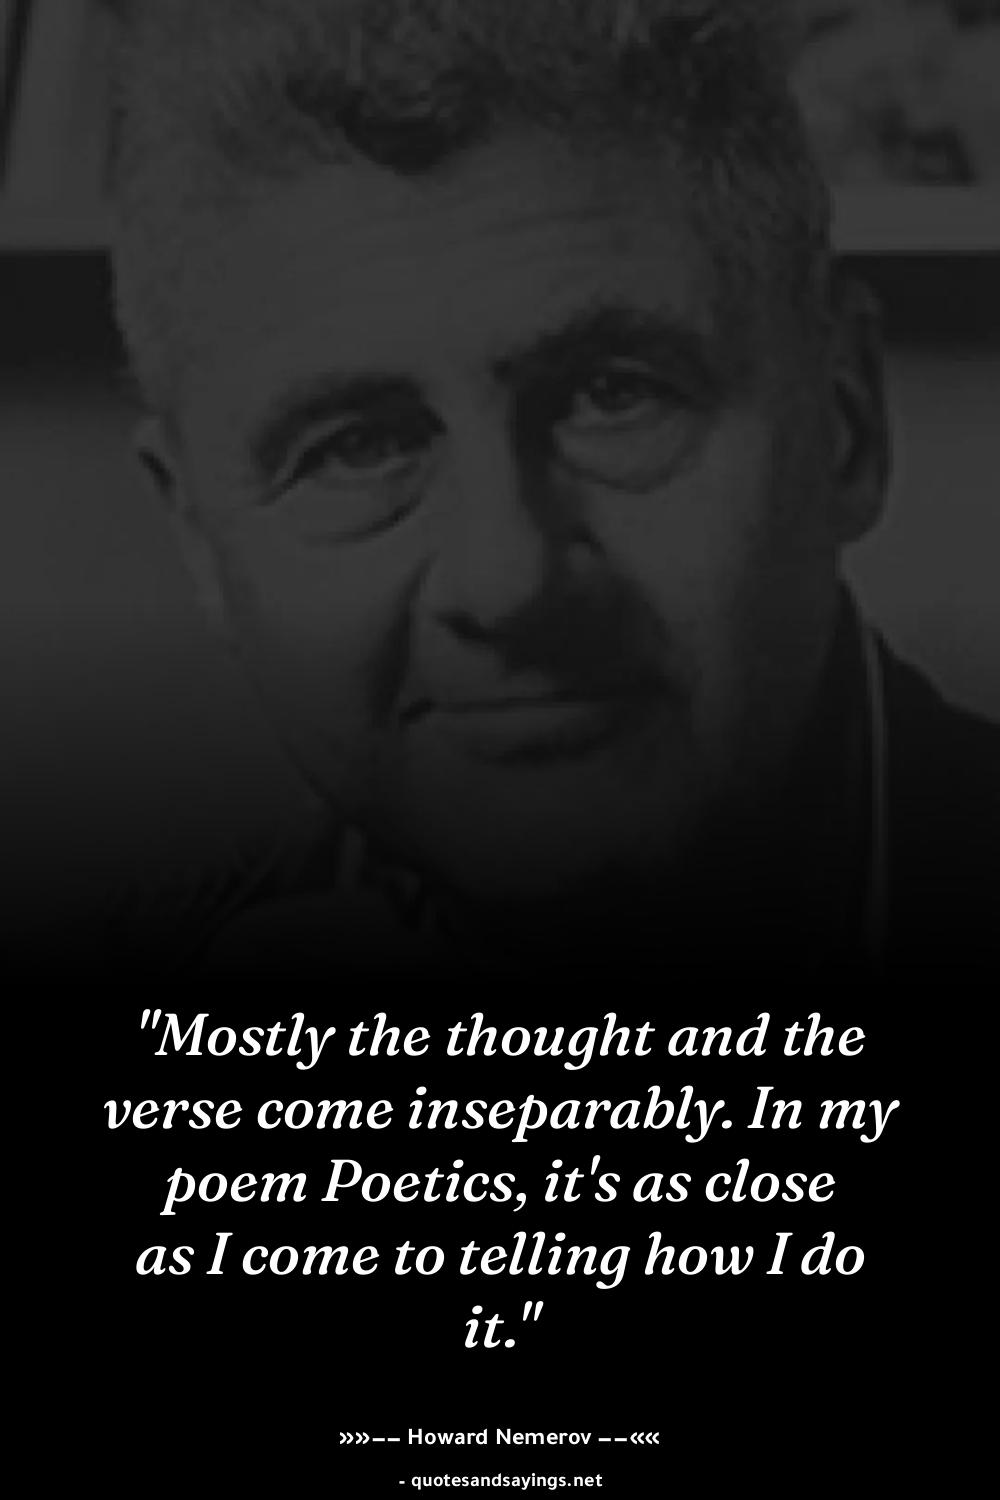 "Mostly the thought and the
verse come inseparably. In my
poem Poetics, it's as close
as I come to telling how I do
it."
»»–– Howard Nemerov ––««
- quotesandsayings.net